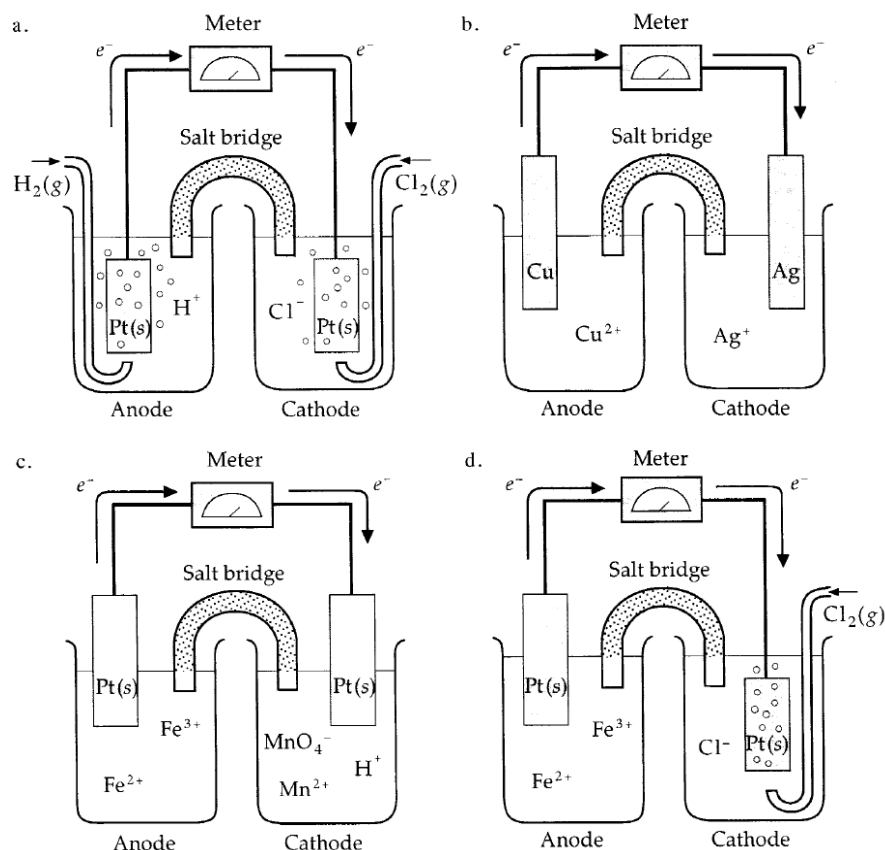 a.
Meter
e⁻ e⁻
Salt bridge
H₂(g) Cl₂(g)
H⁺ Cl⁻
Pt(s) Pt(s)
Anode Cathode
b.
Meter
e⁻ e⁻
Salt bridge
Cu Ag
Cu²⁺ Ag⁺
Anode Cathode
c.
Meter
e⁻ e⁻
Salt bridge
Pt(s) Pt(s)
Fe³⁺ MnO₄⁻
H⁺
Fe²⁺ Mn²⁺
Anode Cathode
d.
Meter
e⁻ e⁻
Salt bridge
Cl₂(g)
Pt(s)
Fe³⁺ Cl⁻ Pt(s)
Fe²⁺
Anode Cathode